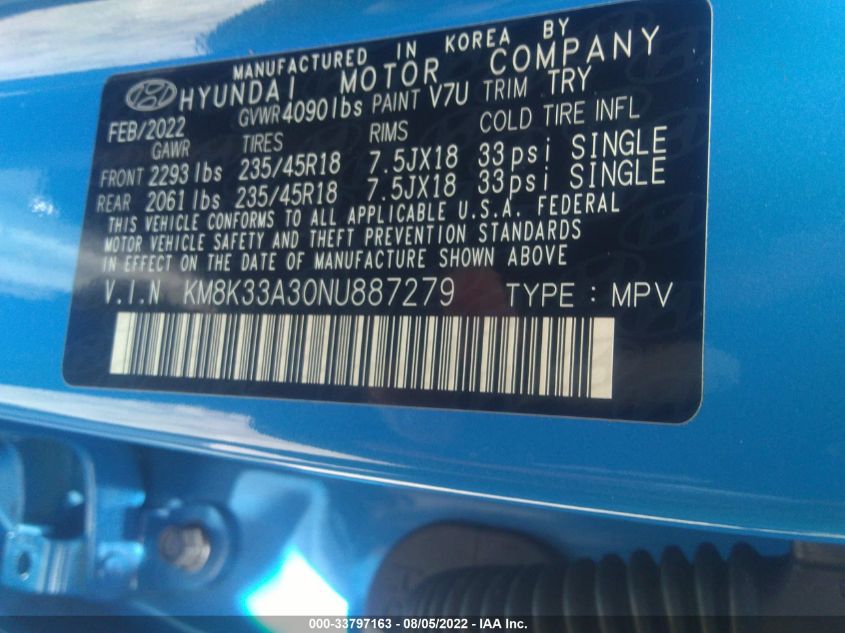 MANUFACTURED IN KOREA BY
HYUNDAI MOTOR COMPANY
FEB/2022 GVWR 4090 lbs PAINT V7U TRIM TRY
GAWR TIRES RIMS COLD TIRE INFL
FRONT 2293 lbs 235/45R18 7.5JX18 33psi SINGLE
REAR 2061 lbs 235/45R18 7.5JX18 33psi SINGLE
THIS VEHICLE CONFORMS TO ALL APPLICABLE U.S.A. FEDERAL
MOTOR VEHICLE SAFETY AND THEFT PREVENTION STANDARDS
IN EFFECT ON THE DATE OF MANUFACTURE SHOWN ABOVE
V.I.N KM8K33A30NU887279 TYPE : MPV
000-33797163 - 08/05/2022 - IAA Inc.